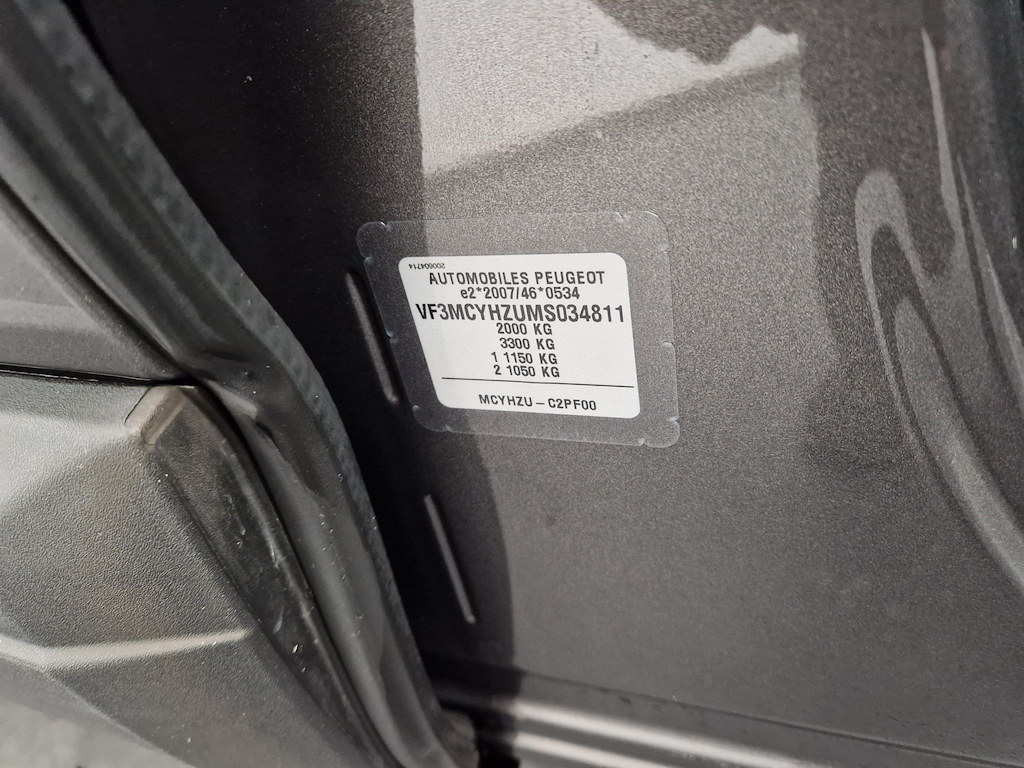 200604714
AUTOMOBILES PEUGEOT
e2*2007/46*0534
VF3MCYHZUMS034811
2000 KG
3300 KG
1 1150 KG
2 1050 KG
MCYHZU – C2PF00